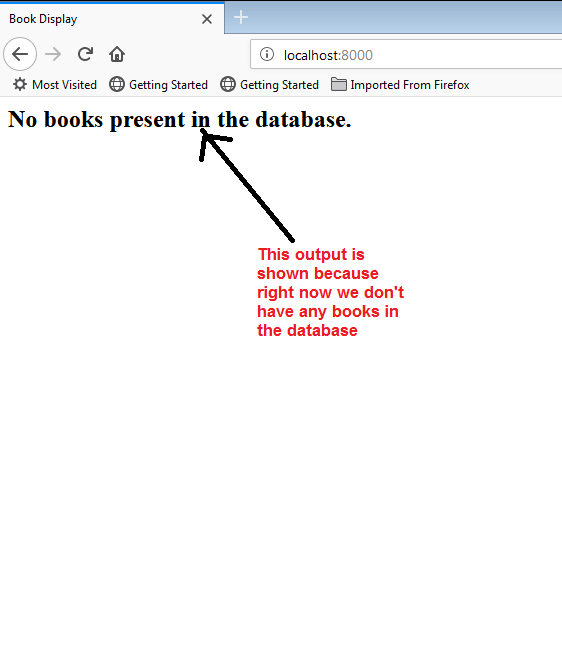 Book Display
localhost:8000
Most Visited Getting Started Getting Started Imported From Firefox
No books present in the database.
This output is
shown because
right now we don't
have any books in
the database